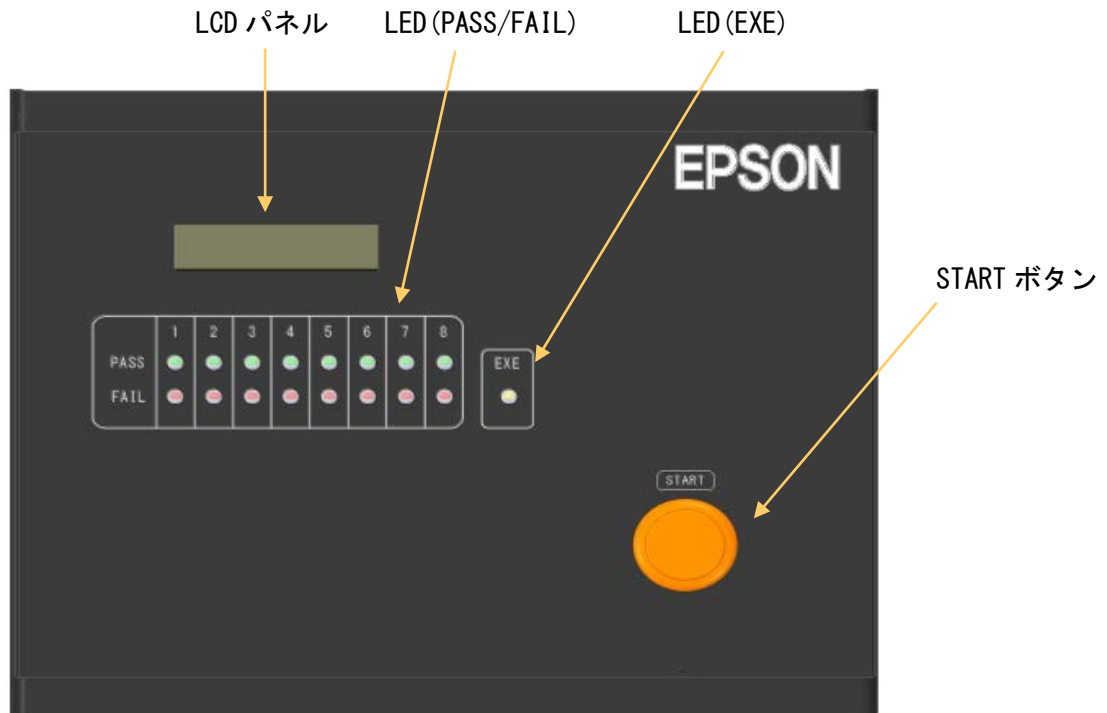 LCD パネル LED(PASS/FAIL) LED(EXE)
EPSON
START ボタン
1 2 3 4 5 6 7 8
PASS
EXE
FAIL
START